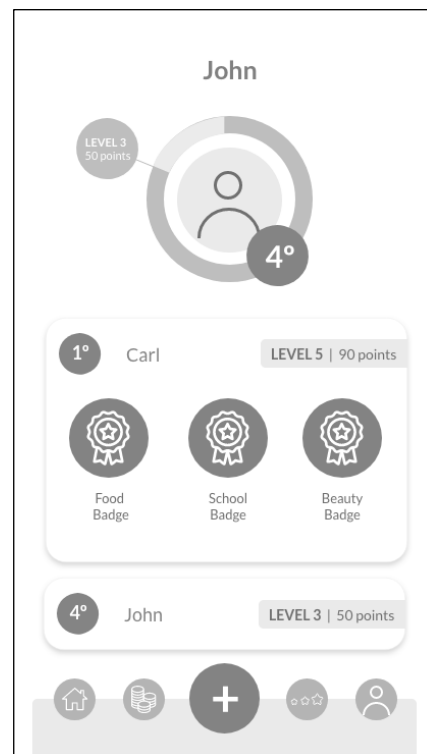 John
LEVEL 3
50 points
4º
1º
Carl
LEVEL 5 | 90 points
Food
Badge
School
Badge
Beauty
Badge
4º
John
LEVEL 3 | 50 points